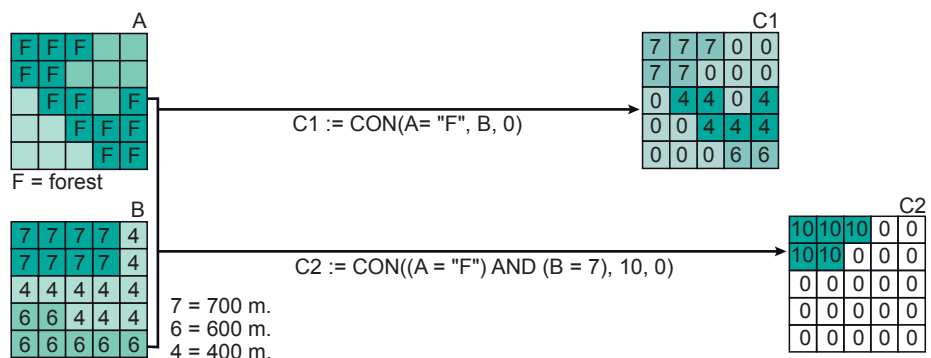 A
F F F
F F
F F F
F F F
F F
F = forest
C1 := CON(A= "F", B, 0)
C1
7 7 7 0 0
7 7 0 0 0
0 4 4 0 4
0 0 4 4 4
0 0 0 6 6
B
7 7 7 7 4
7 7 7 7 4
4 4 4 4 4
6 6 4 4 4
6 6 6 6 6
7 = 700 m.
6 = 600 m.
4 = 400 m.
C2 := CON((A = "F") AND (B = 7), 10, 0)
C2
10 10 10 0 0
10 10 0 0 0
0 0 0 0 0
0 0 0 0 0
0 0 0 0 0